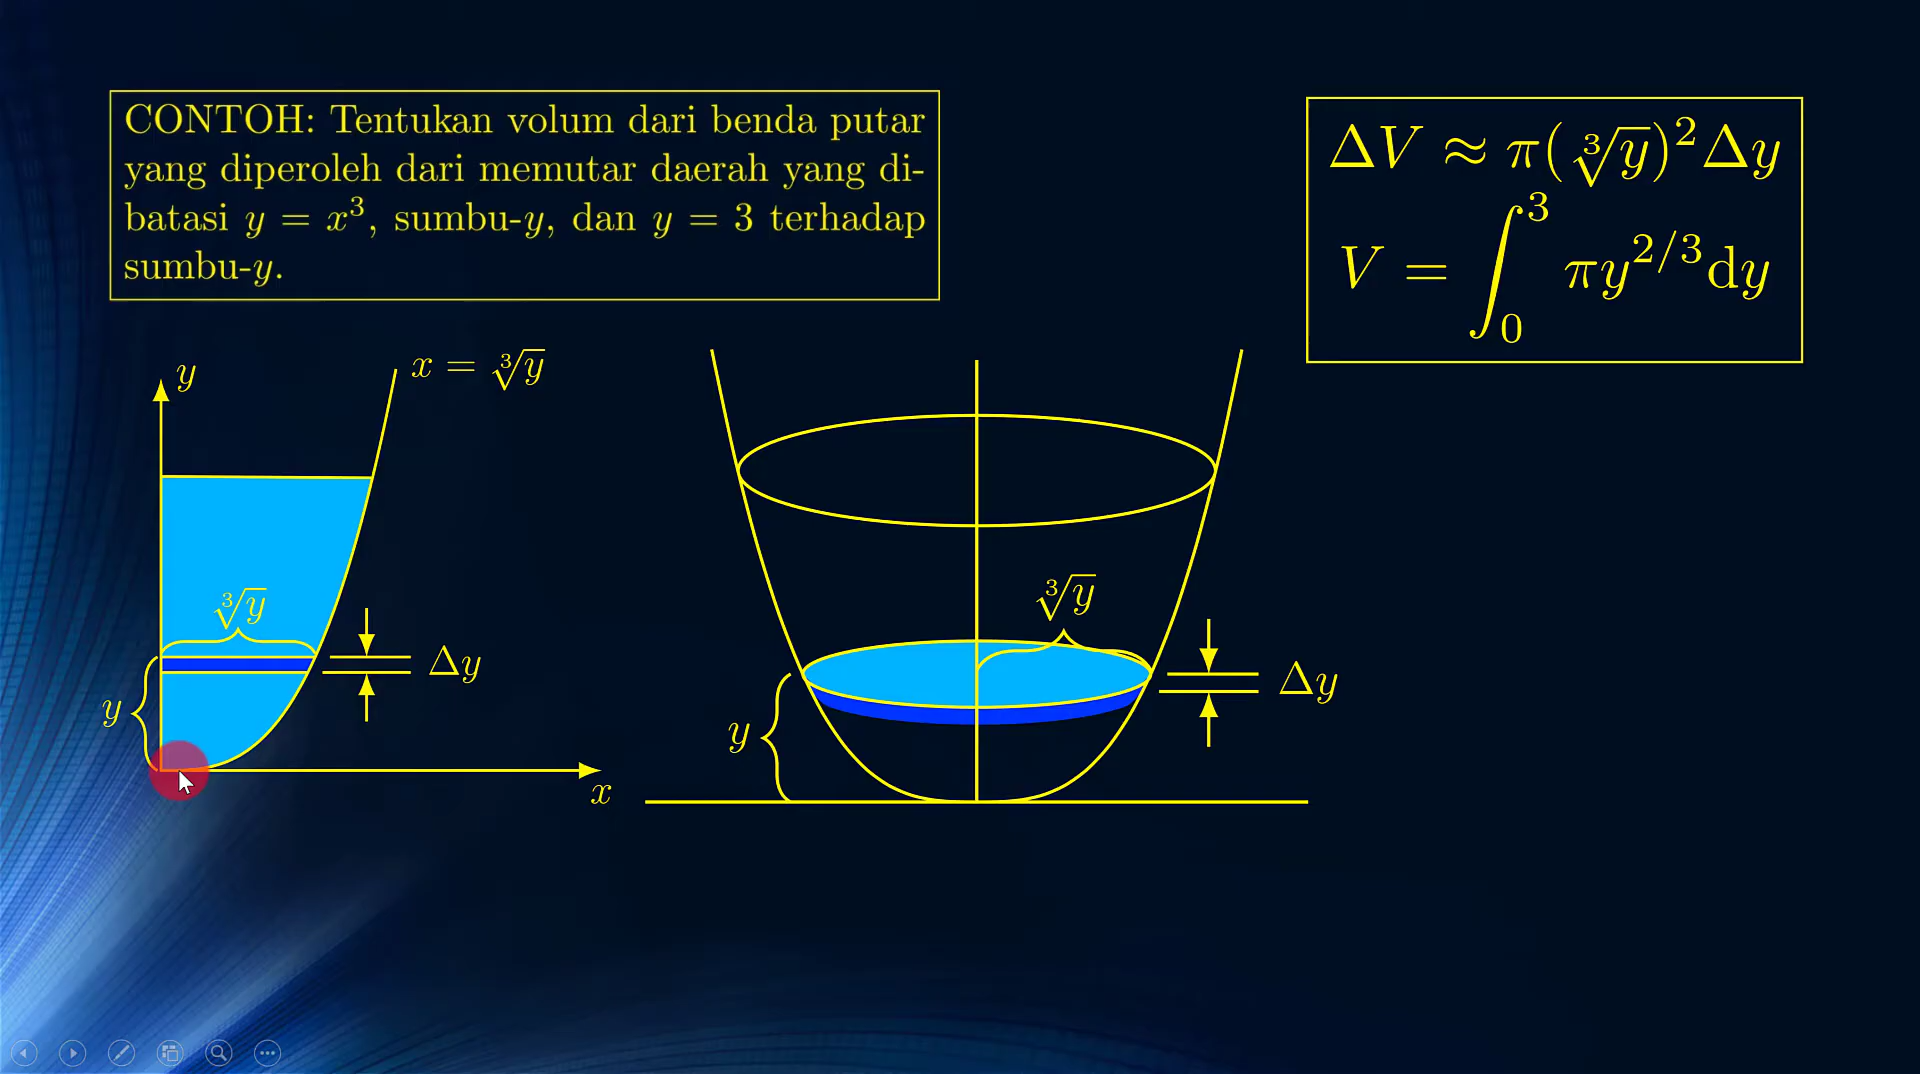 CONTOH: Tentukan volum dari benda putar
yang diperoleh dari memutar daerah yang di-
batasi y = x³, sumbu-y, dan y = 3 terhadap
sumbu-y.
ΔV ≈ π(∛y)²Δy
V = ∫₀³ πy^{2/3}dy
y
x = ∛y
∛y
Δy
y
x
∛y
Δy
y